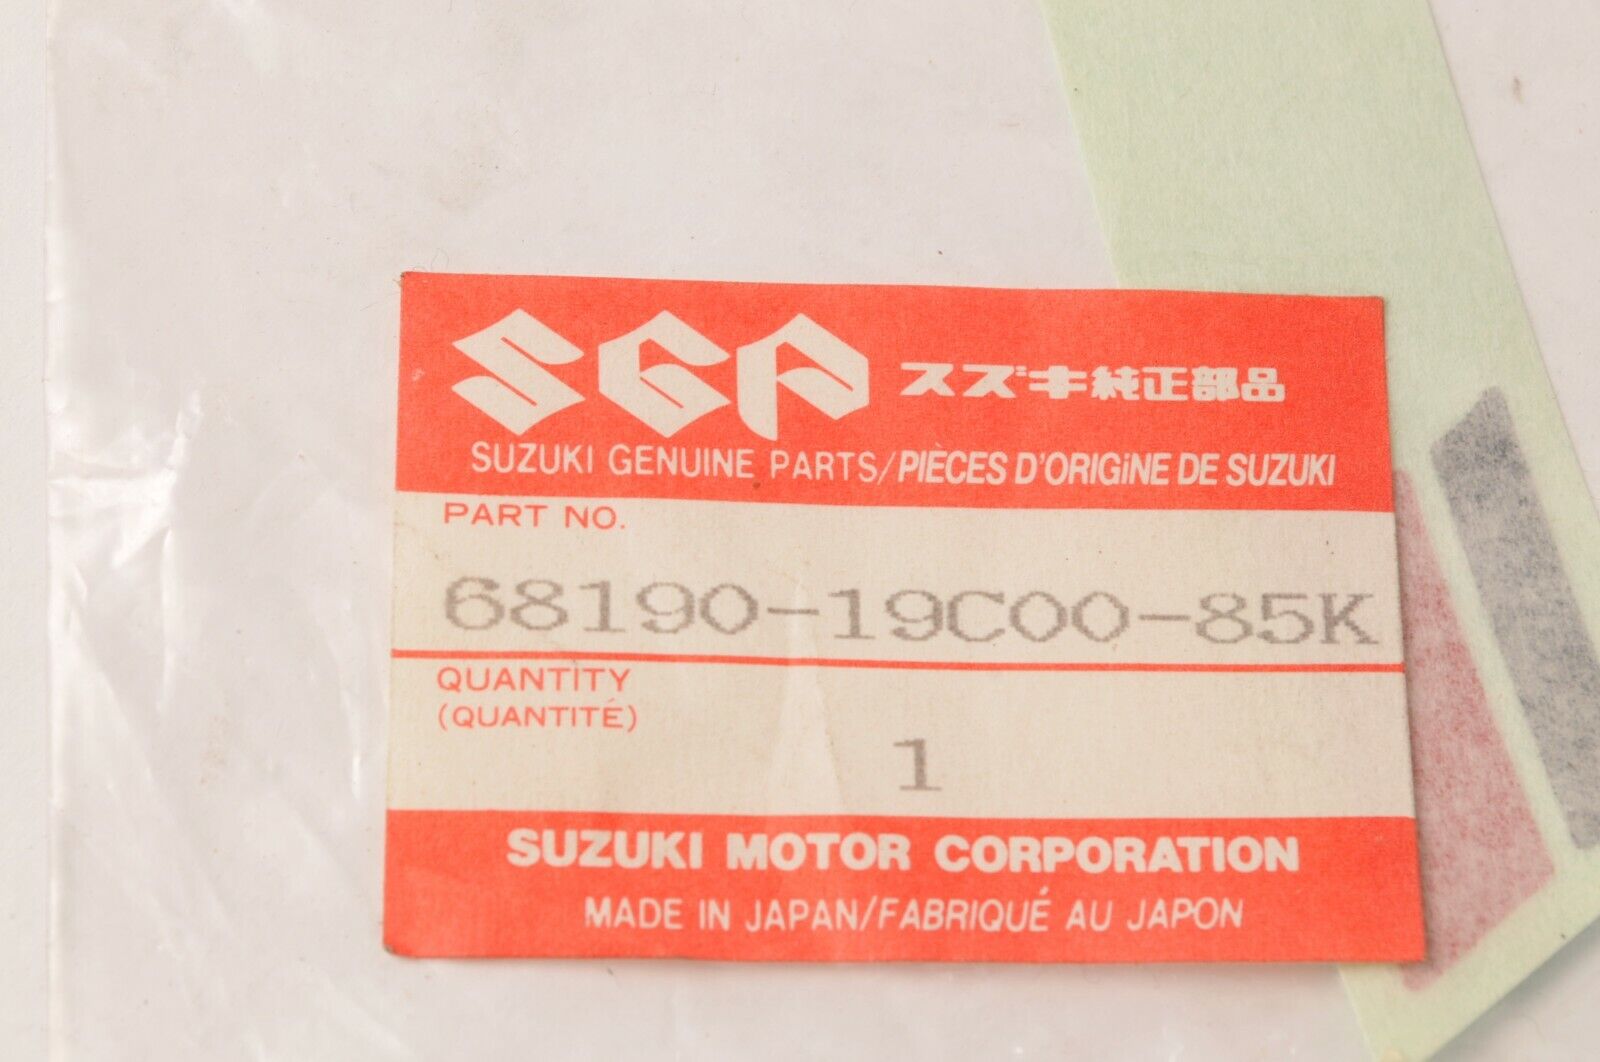 SGP スズキ純正部品
SUZUKI GENUINE PARTS/PIÈCES D'ORIGiNE DE SUZUKI
PART NO.
68190-19C00-85K
QUANTITY
(QUANTITÉ)
1
SUZUKI MOTOR CORPORATION
MADE IN JAPAN/FABRIQUÉ AU JAPON